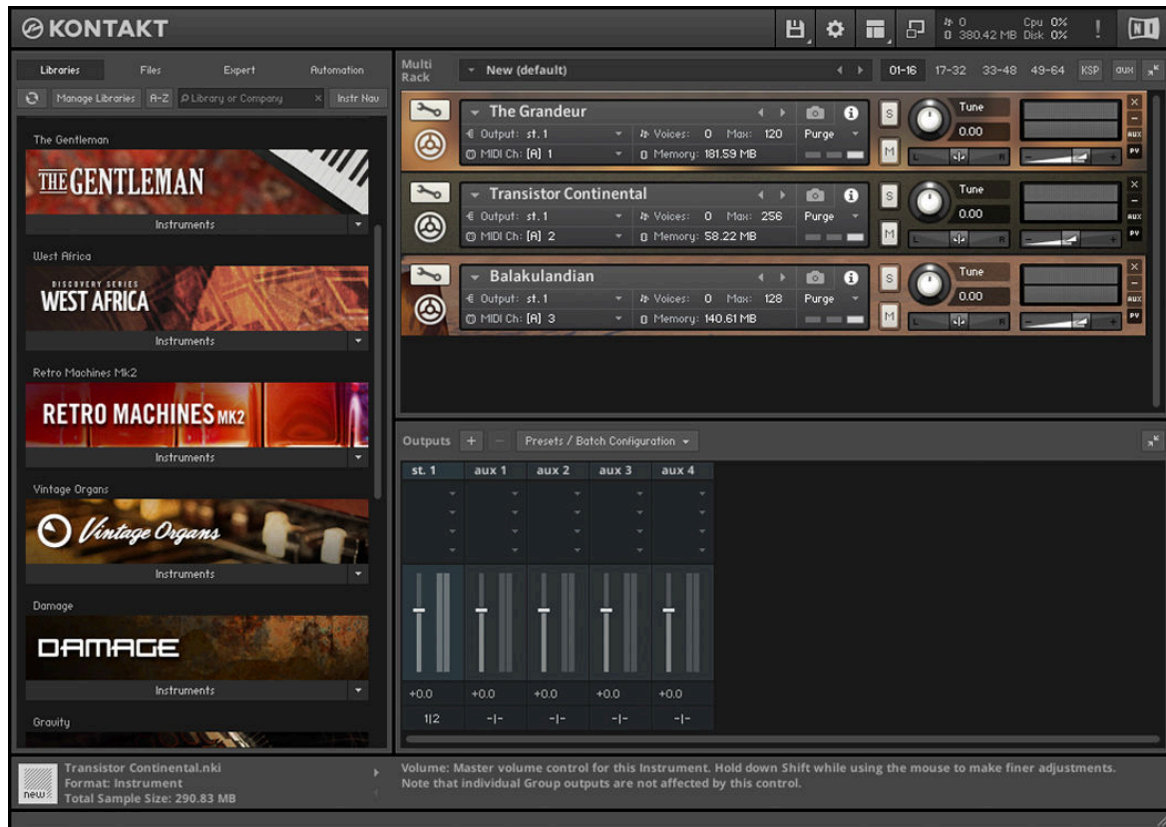 KONTAKT
0 Cpu 0%
0 380.42 MB Disk 0%
!
NI
Libraries Files Expert Automation
Manage Libraries A-Z Library or Company × Instr Nav
The Gentleman
THE GENTLEMAN
Instruments
West Africa
DISCOVERY SERIES
WEST AFRICA
Instruments
Retro Machines Mk2
RETRO MACHINES MK2
Instruments
Vintage Organs
Vintage Organs
Instruments
Damage
DAMAGE
Instruments
Gravity
Multi
Rack
New (default)
01-16 17-32 33-48 49-64 KSP aux
The Grandeur
Output: st.1 Voices: 0 Max: 120 Purge
MIDI Ch: [A] 1 Memory: 181.59 MB
S
M
Tune
0.00
L R
- +
×
-
AUX
PV
Transistor Continental
Output: st.1 Voices: 0 Max: 256 Purge
MIDI Ch: [A] 2 Memory: 58.22 MB
S
M
Tune
0.00
L R
- +
×
-
AUX
PV
Balakulandian
Output: st.1 Voices: 0 Max: 128 Purge
MIDI Ch: [A] 3 Memory: 140.61 MB
S
M
Tune
0.00
L R
- +
×
-
AUX
PV
Outputs + − Presets / Batch Configuration
st. 1 aux 1 aux 2 aux 3 aux 4
+0.0 +0.0 +0.0 +0.0 +0.0
1|2 -|- -|- -|- -|-
new
Transistor Continental.nki
Format: Instrument
Total Sample Size: 290.83 MB
Volume: Master volume control for this Instrument. Hold down Shift while using the mouse to make finer adjustments.
Note that individual Group outputs are not affected by this control.